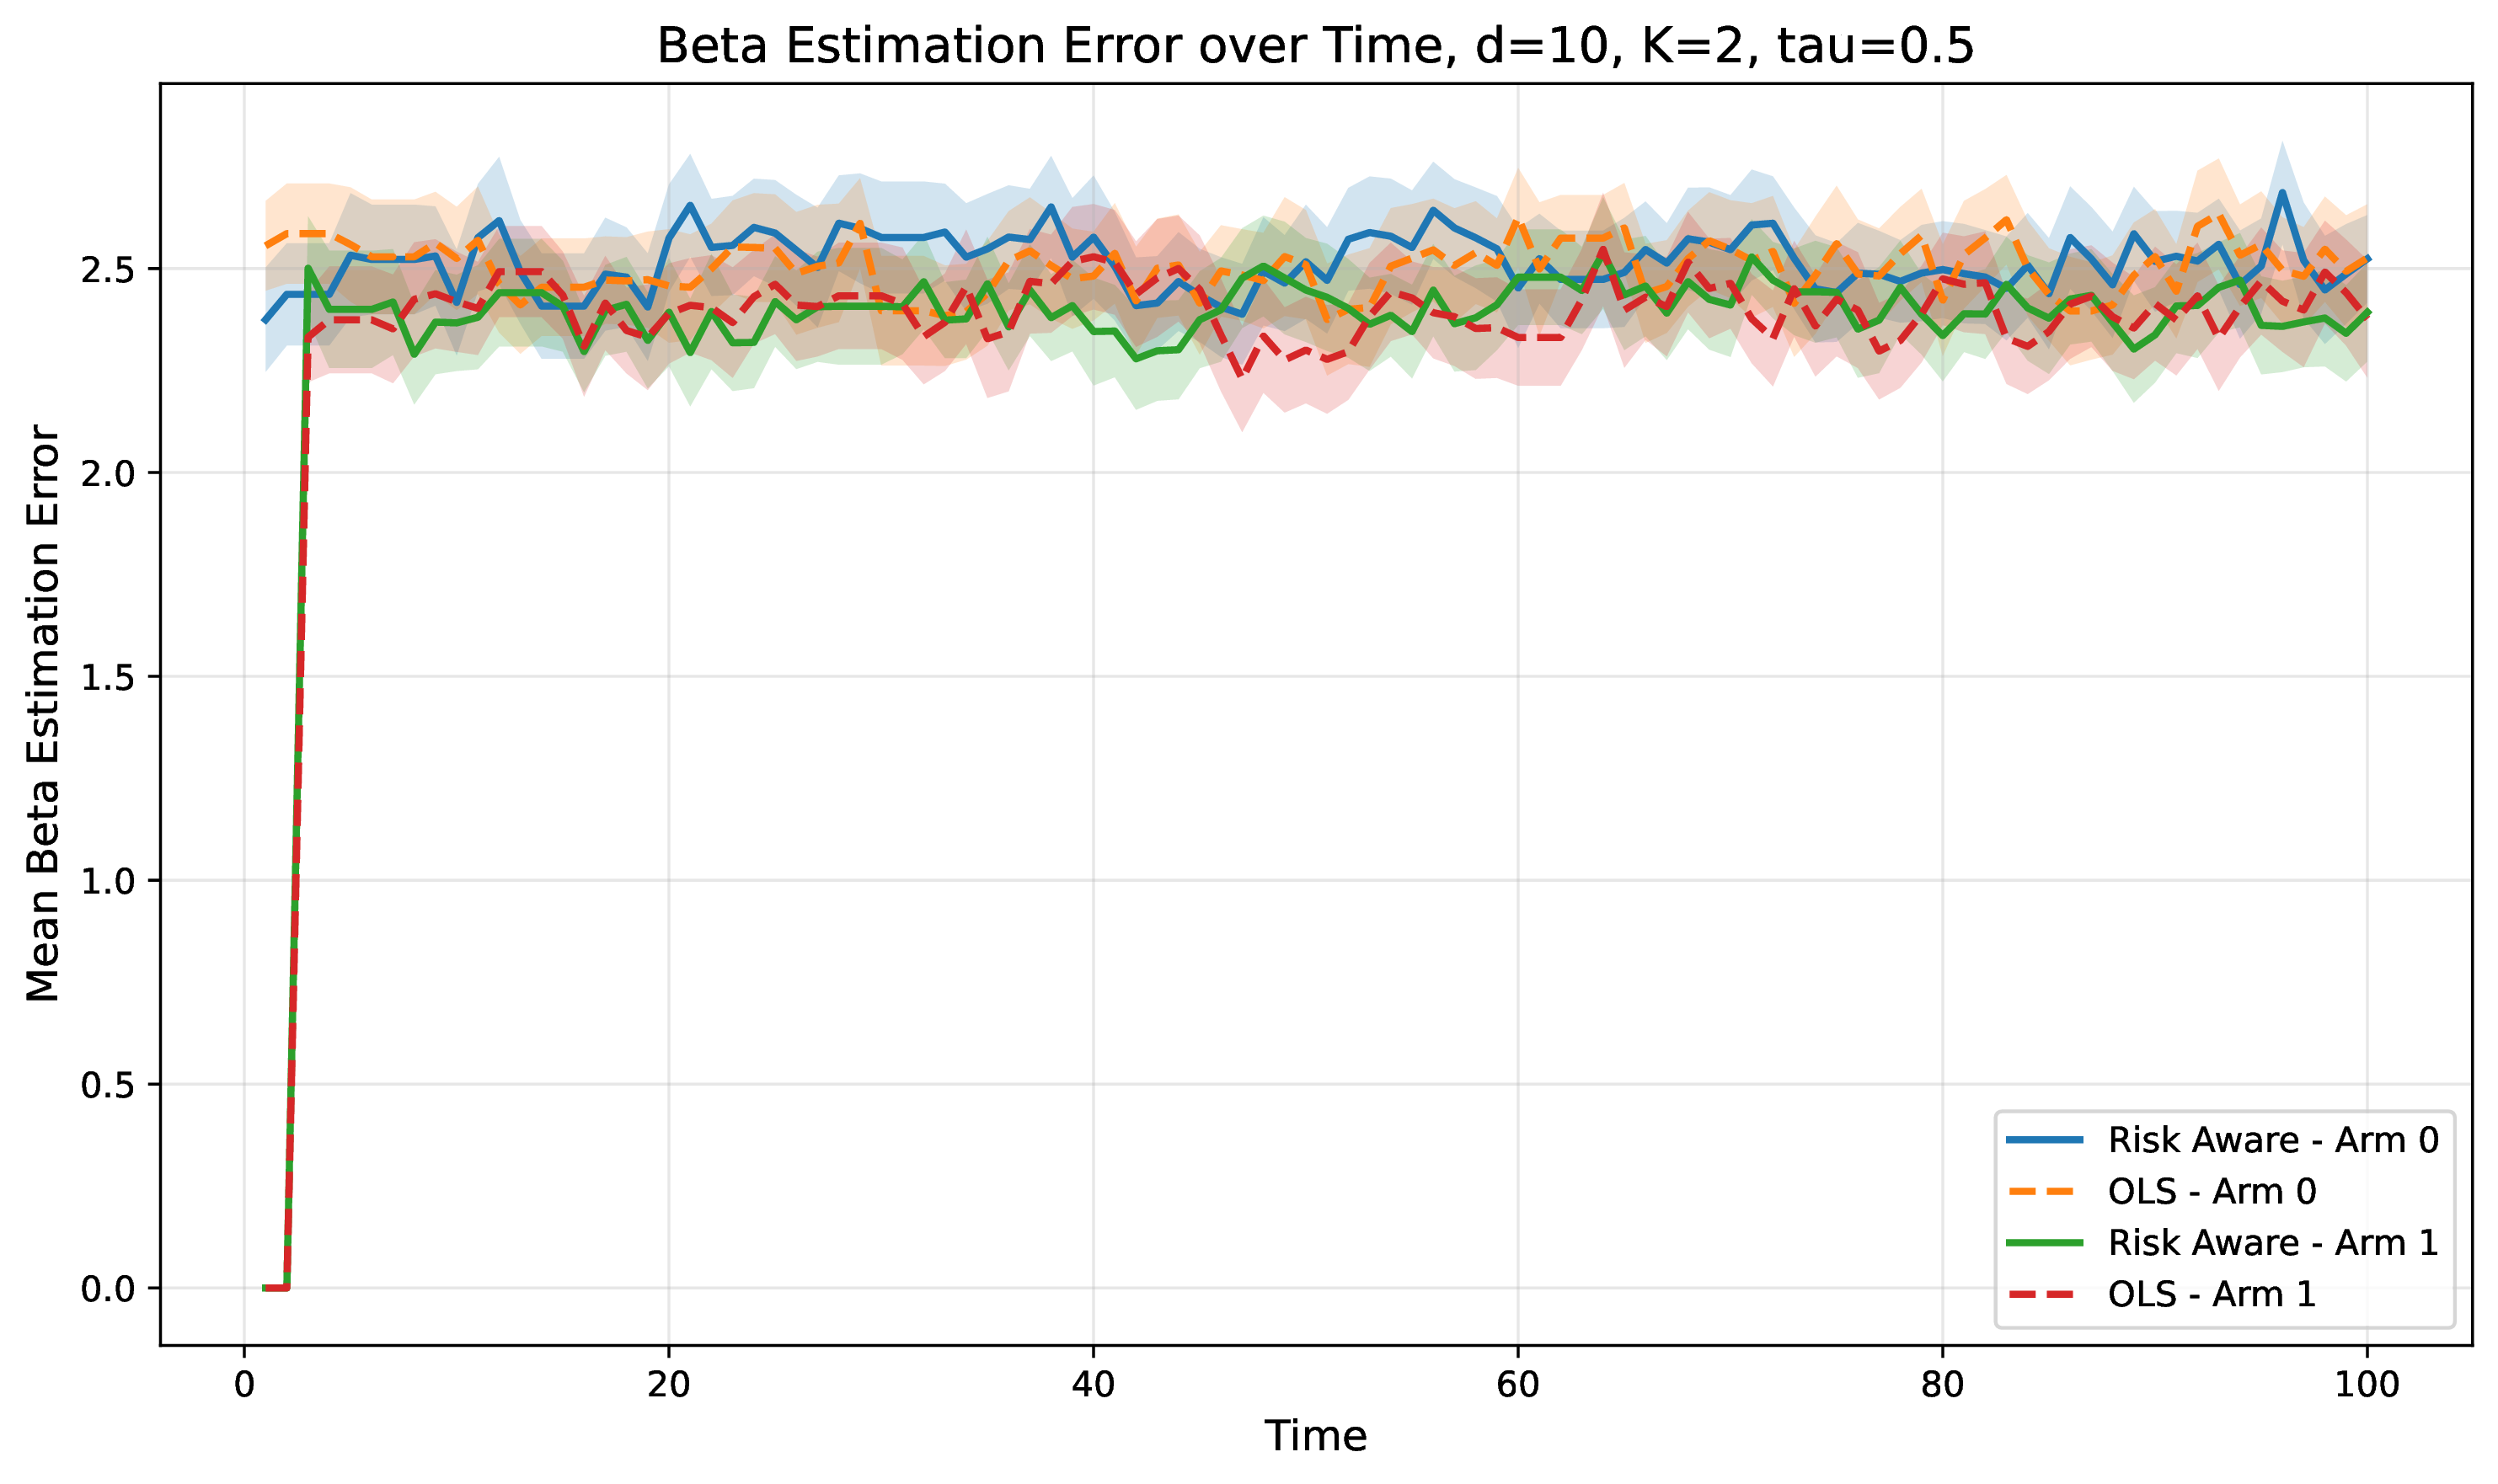 Beta Estimation Error over Time, d=10, K=2, tau=0.5
Mean Beta Estimation Error
2.5
2.0
1.5
1.0
0.5
0.0
0
20
40
60
80
100
Time
Risk Aware - Arm 0
OLS - Arm 0
Risk Aware - Arm 1
OLS - Arm 1